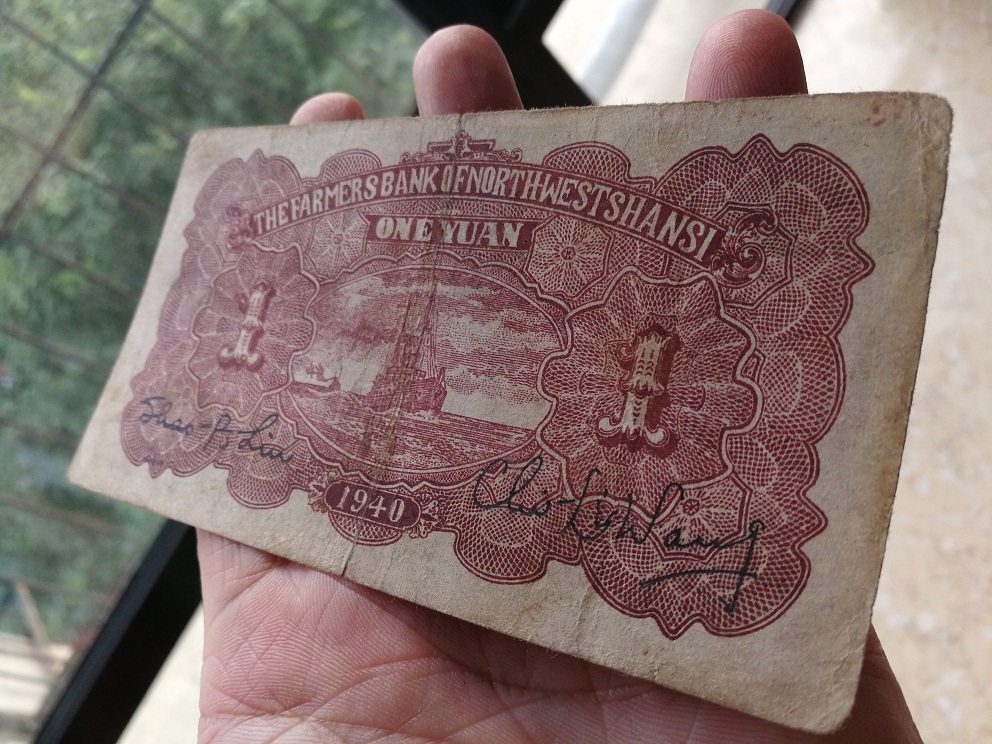 THE FARMERS BANK OF NORTHWEST SHANSI
ONE YUAN
1
1
1940